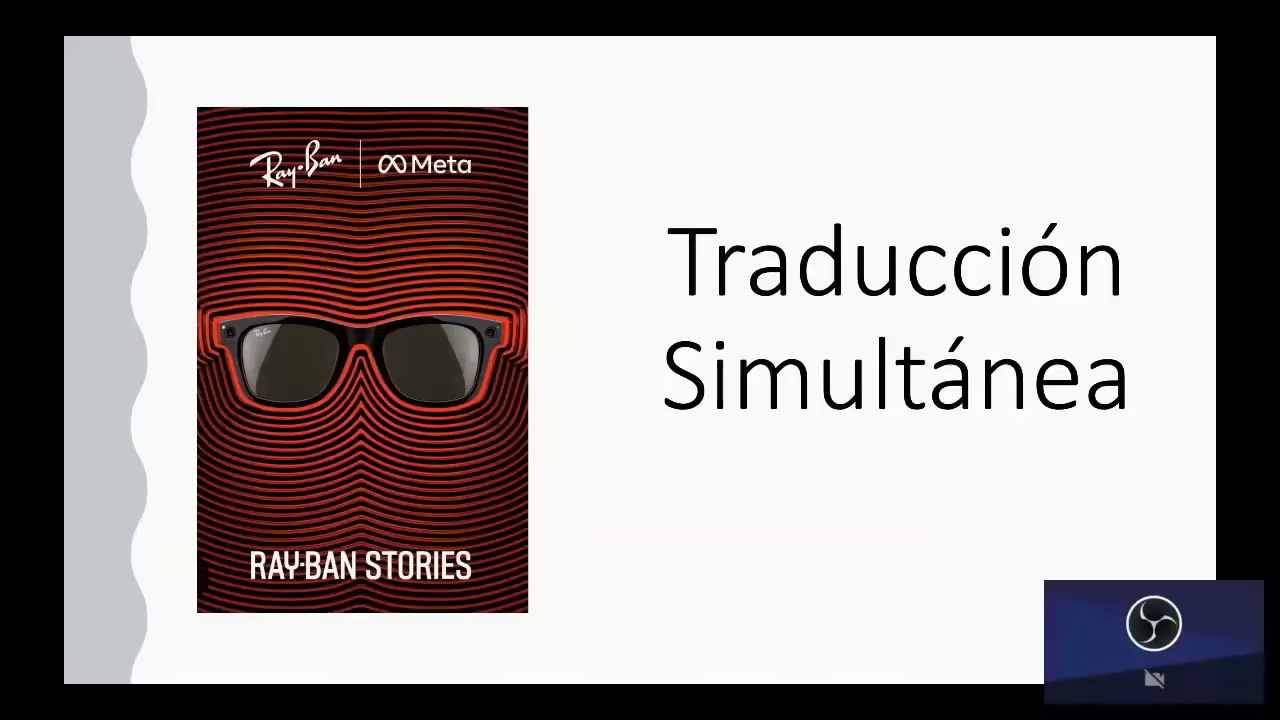 Ray-Ban
Meta
RAY-BAN STORIES
Traducción
Simultánea